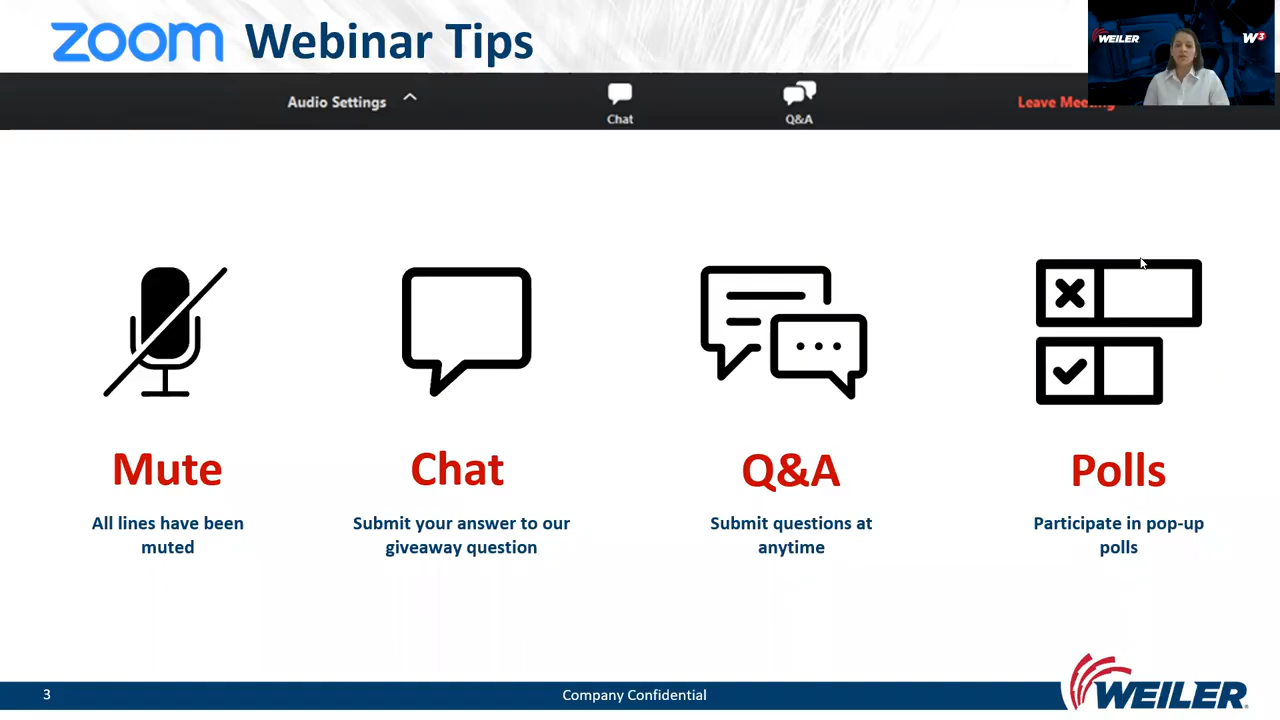 zoom Webinar Tips
WEILER W3
Audio Settings
Chat
Q&A
Leave Meeting
Mute
Chat
Q&A
Polls
All lines have been
muted
Submit your answer to our
giveaway question
Submit questions at
anytime
Participate in pop-up
polls
3
Company Confidential
WEILER